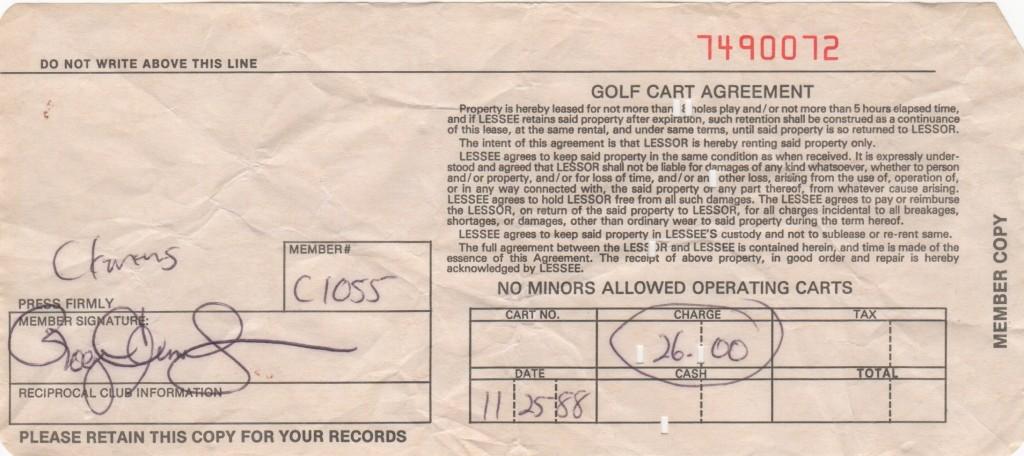 7490072
DO NOT WRITE ABOVE THIS LINE
GOLF CART AGREEMENT
Property is hereby leased for not more than holes play and/or not more than 5 hours elapsed time,
and if LESSEE retains said property after expiration, such retention shall be construed as a continuance
of this lease, at the same rental, and under same terms, until said property is so returned to LESSOR.
The intent of this agreement is that LESSOR is hereby renting said property only.
LESSEE agrees to keep said property in the same condition as when received. It is expressly under-
stood and agreed that LESSOR shall not be liable for damages of any kind whatsoever, whether to person
and/or property, and/or for loss of time, and/or any other loss, arising from the use of, operation of,
or in any way connected with, the said property or any part thereof, from whatever cause arising.
LESSEE agrees to hold LESSOR free from all such damages. The LESSEE agrees to pay or reimburse
the LESSOR, on return of the said property to LESSOR, for all charges incidental to all breakages,
shortages, or damages, other than ordinary wear to said property during the term hereof.
LESSEE agrees to keep said property in LESSEE'S custody and not to sublease or re-rent same.
The full agreement between the LESSOR and LESSEE is contained herein, and time is made of the
essence of this Agreement. The receipt of above property, in good order and repair is hereby
acknowledged by LESSEE.
NO MINORS ALLOWED OPERATING CARTS
MEMBER COPY
MEMBER#
C1055
PRESS FIRMLY
MEMBER SIGNATURE:
RECIPROCAL CLUB INFORMATION
PLEASE RETAIN THIS COPY FOR YOUR RECORDS
CART NO. CHARGE TAX
26.00
DATE CASH TOTAL
11 25 88